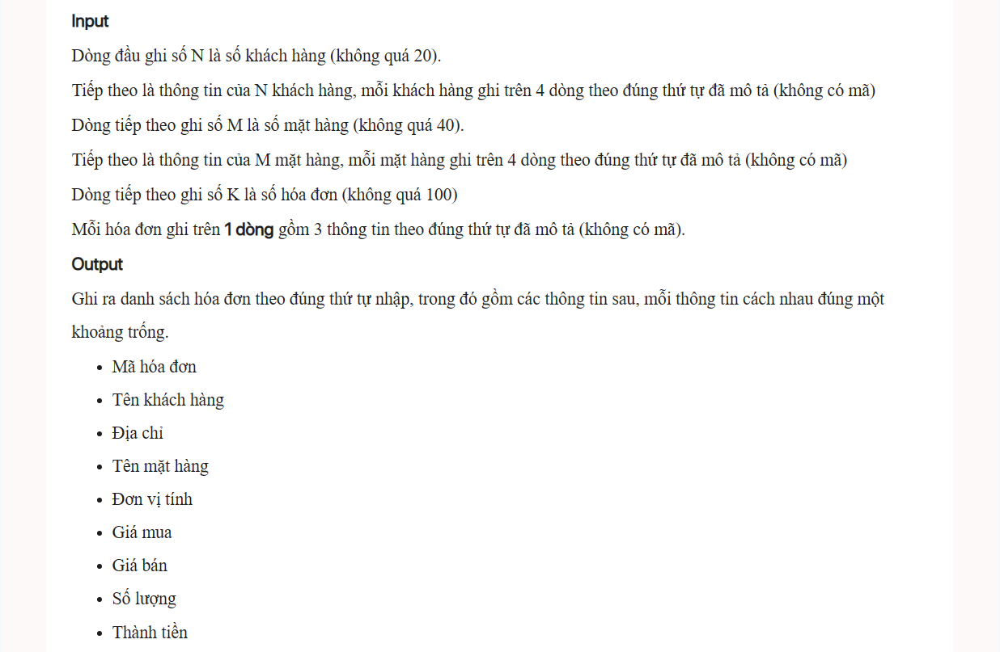 Input
Dòng đầu ghi số N là số khách hàng (không quá 20).
Tiếp theo là thông tin của N khách hàng, mỗi khách hàng ghi trên 4 dòng theo đúng thứ tự đã mô tả (không có mã)
Dòng tiếp theo ghi số M là số mặt hàng (không quá 40).
Tiếp theo là thông tin của M mặt hàng, mỗi mặt hàng ghi trên 4 dòng theo đúng thứ tự đã mô tả (không có mã)
Dòng tiếp theo ghi số K là số hóa đơn (không quá 100)
Mỗi hóa đơn ghi trên 1 dòng gồm 3 thông tin theo đúng thứ tự đã mô tả (không có mã).
Output
Ghi ra danh sách hóa đơn theo đúng thứ tự nhập, trong đó gồm các thông tin sau, mỗi thông tin cách nhau đúng một
khoảng trống.
• Mã hóa đơn
• Tên khách hàng
• Địa chỉ
• Tên mặt hàng
• Đơn vị tính
• Giá mua
• Giá bán
• Số lượng
• Thành tiền